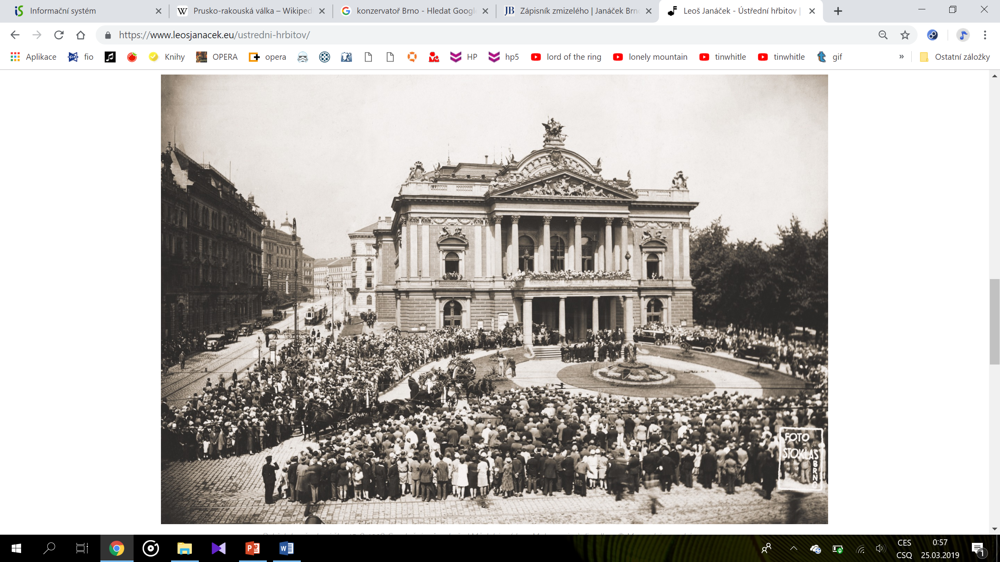 Informační systém
Prusko-rakouská válka – Wikiped
konzervatoř Brno - Hledat Googl
Zápisník zmizelého | Janáček Brn
Leoš Janáček - Ústřední hřbitov |
https://www.leosjanacek.eu/ustredni-hrbitov/
Aplikace
fio
Knihy
OPERA
opera
HP
hp5
lord of the ring
lonely mountain
tinwhitle
tinwhitle
gif
»
Ostatní záložky
FOTO
STOKLAS
BRNO
CES
CSQ
0:57
25.03.2019
1